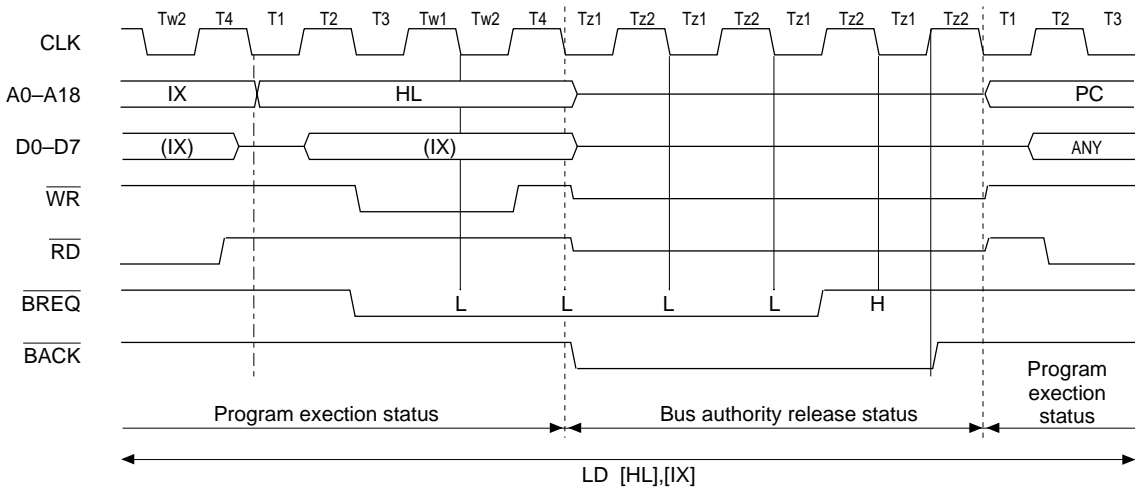 Tw2 T4 T1 T2 T3 Tw1 Tw2 T4 Tz1 Tz2 Tz1 Tz2 Tz1 Tz2 Tz1 Tz2 T1 T2 T3
CLK
A0–A18 IX HL PC
D0–D7 (IX) (IX) ANY
WR
RD
BREQ L L L L H
BACK
Program exection status
Bus authority release status
Program
exection
status
LD [HL],[IX]